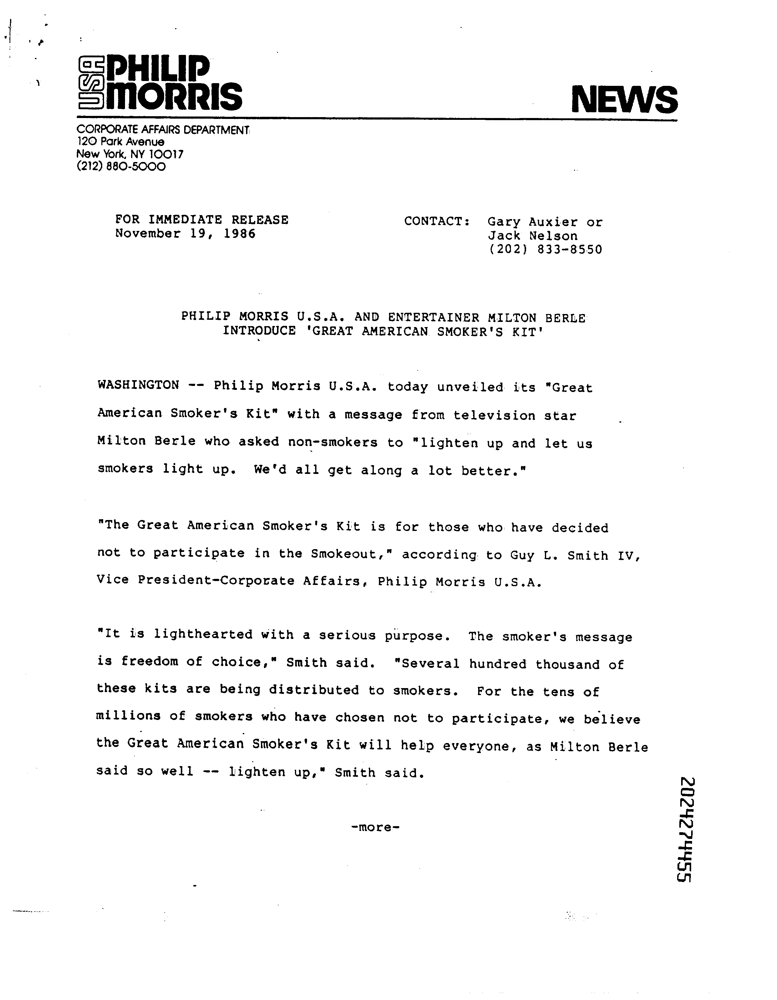 USA PHILIP
MORRIS
NEWS
CORPORATE AFFAIRS DEPARTMENT
120 Park Avenue
New York, NY 10017
(212) 880-5000
FOR IMMEDIATE RELEASE
November 19, 1986
CONTACT: Gary Auxier or
Jack Nelson
(202) 833-8550
PHILIP MORRIS U.S.A. AND ENTERTAINER MILTON BERLE
INTRODUCE 'GREAT AMERICAN SMOKER'S KIT'
WASHINGTON -- Philip Morris U.S.A. today unveiled its "Great
American Smoker's Kit" with a message from television star
Milton Berle who asked non-smokers to "lighten up and let us
smokers light up. We'd all get along a lot better."
"The Great American Smoker's Kit is for those who have decided
not to participate in the Smokeout," according to Guy L. Smith IV,
Vice President-Corporate Affairs, Philip Morris U.S.A.
"It is lighthearted with a serious purpose. The smoker's message
is freedom of choice," Smith said. "Several hundred thousand of
these kits are being distributed to smokers. For the tens of
millions of smokers who have chosen not to participate, we believe
the Great American Smoker's Kit will help everyone, as Milton Berle
said so well -- lighten up," Smith said.
-more-
2024274455